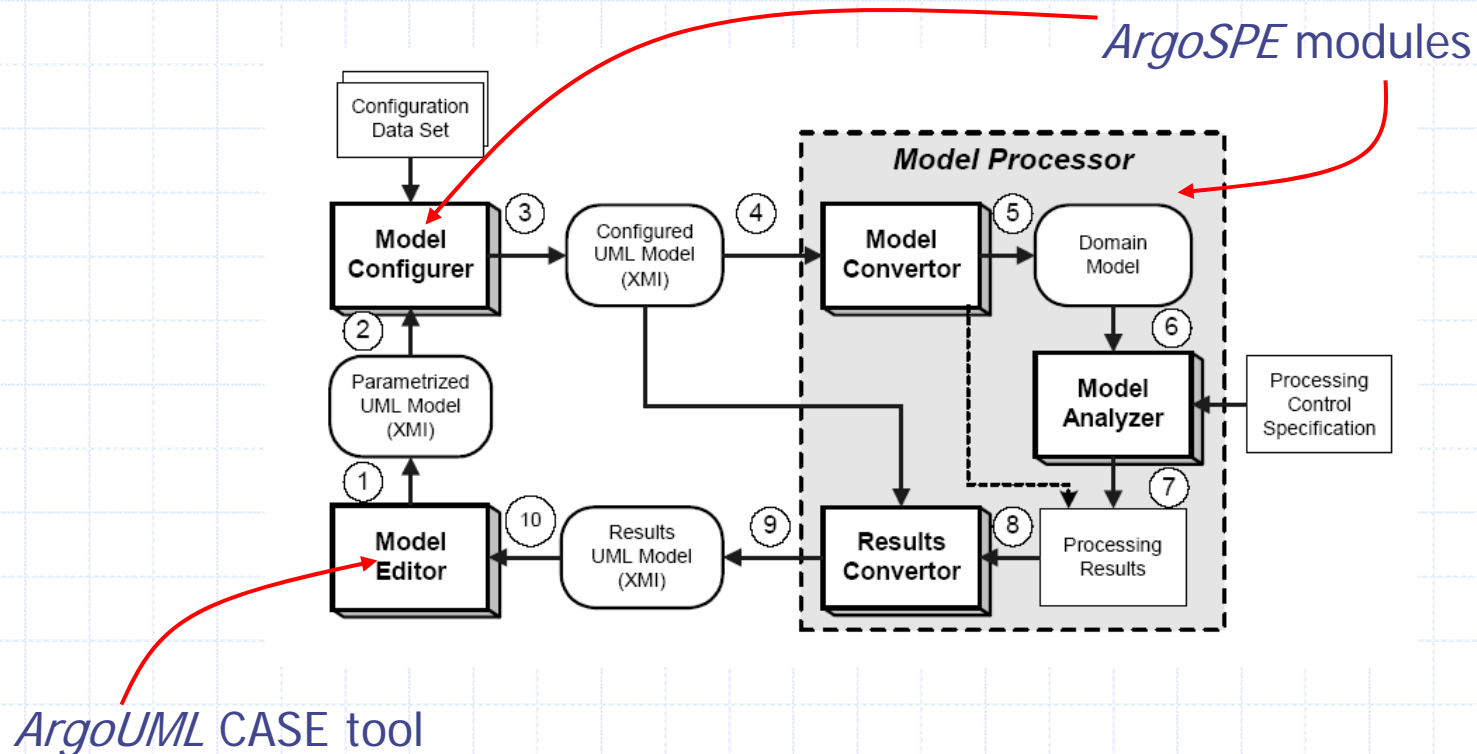 ArgoSPE modules
Configuration
Data Set
Model Processor
3
4
5
Model
Configurer
Configured
UML Model
(XMI)
Model
Convertor
Domain
Model
2
6
Parametrized
UML Model
(XMI)
Model
Analyzer
Processing
Control
Specification
1
7
10
9
8
Model
Editor
Results
UML Model
(XMI)
Results
Convertor
Processing
Results
ArgoUML CASE tool